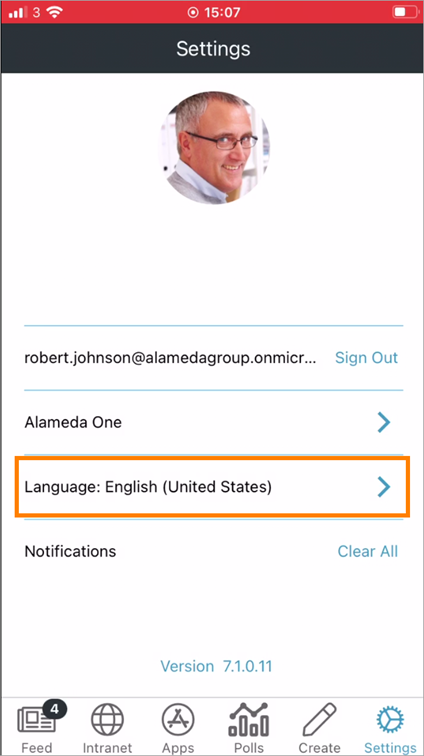 3 15:07
Settings
robert.johnson@alamedagroup.onmicr... Sign Out
Alameda One
Language: English (United States)
Notifications Clear All
Version 7.1.0.11
4
Feed Intranet Apps Polls Create Settings